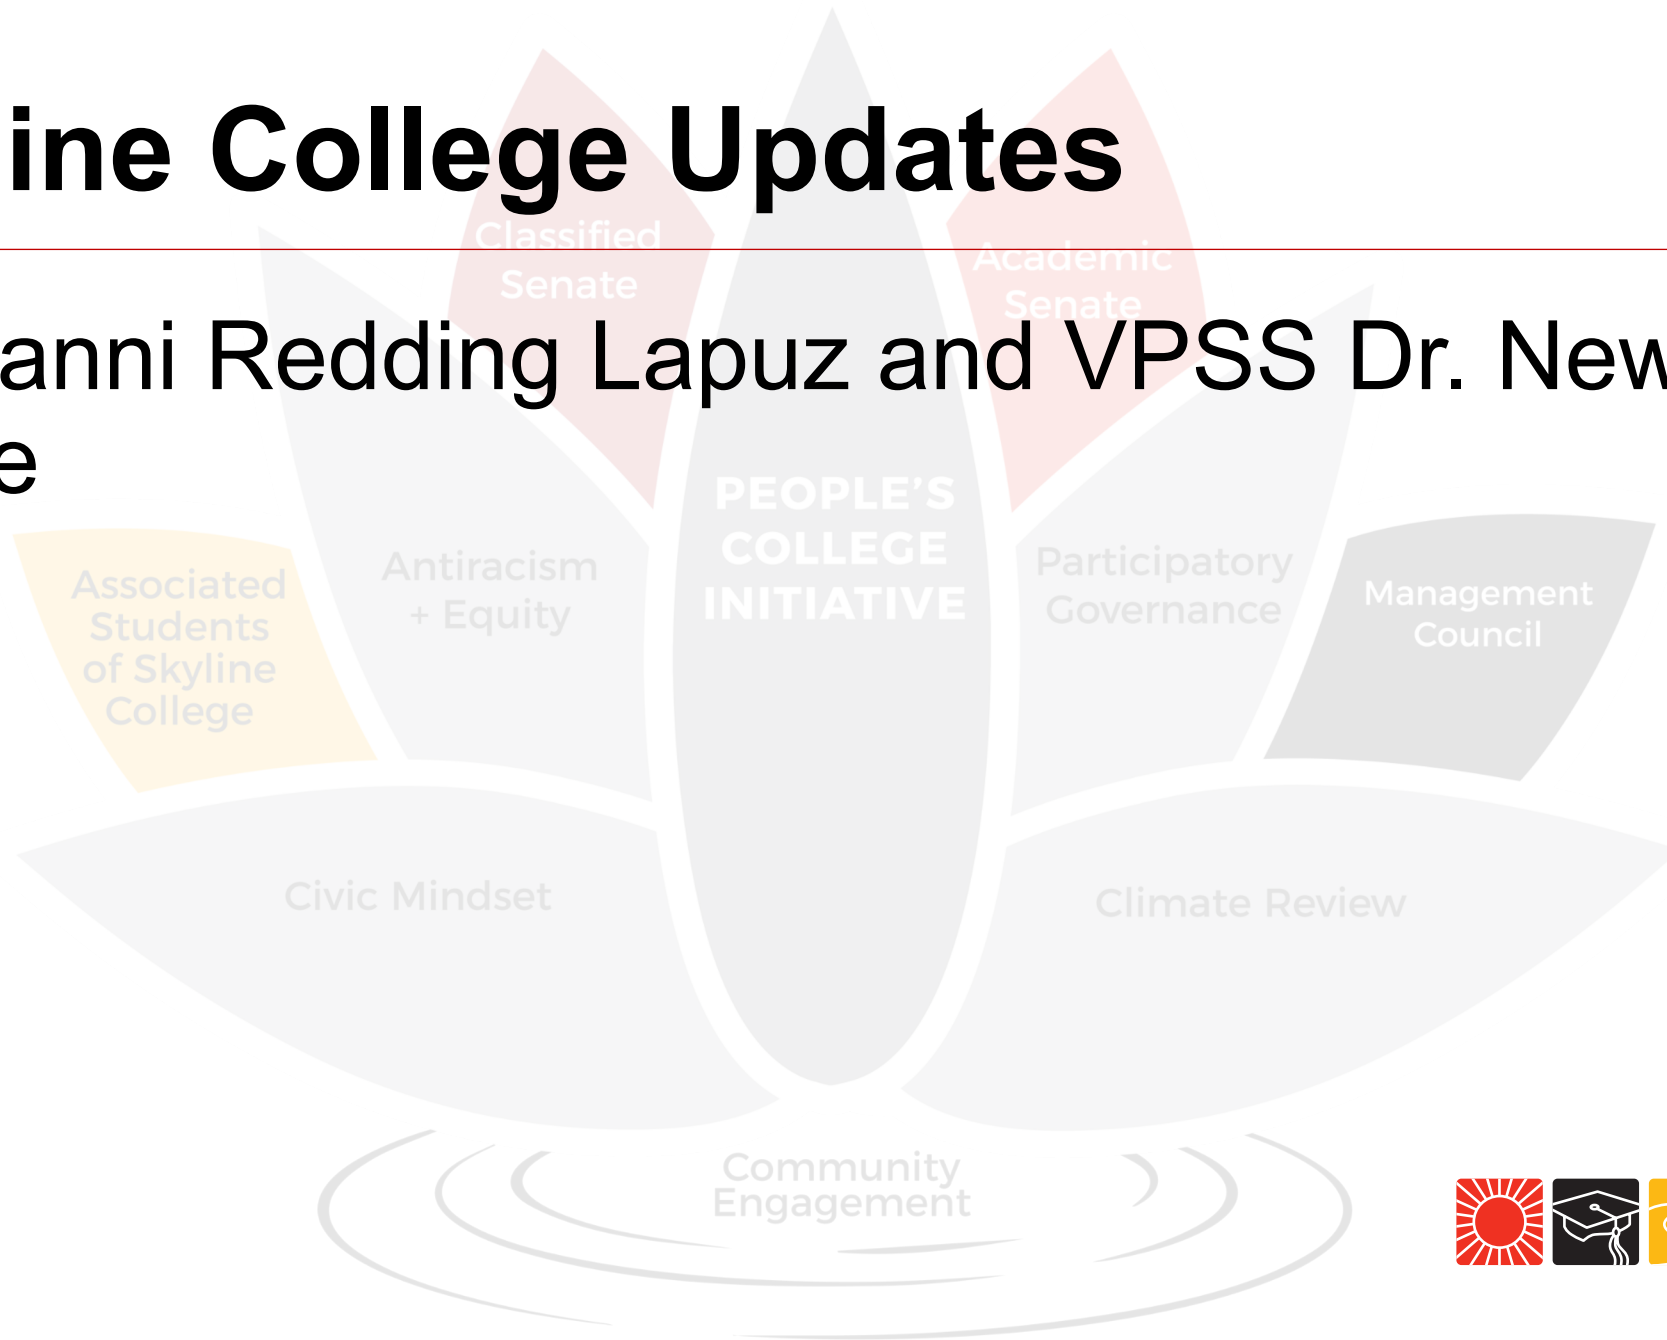 ine College Updates
Classified
Senate
Academic
Senate
anni Redding Lapuz and VPSS Dr. New
e
PEOPLE'S
COLLEGE
INITIATIVE
Associated
Students
of Skyline
College
Antiracism
+ Equity
Participatory
Governance
Management
Council
Civic Mindset
Climate Review
Community
Engagement